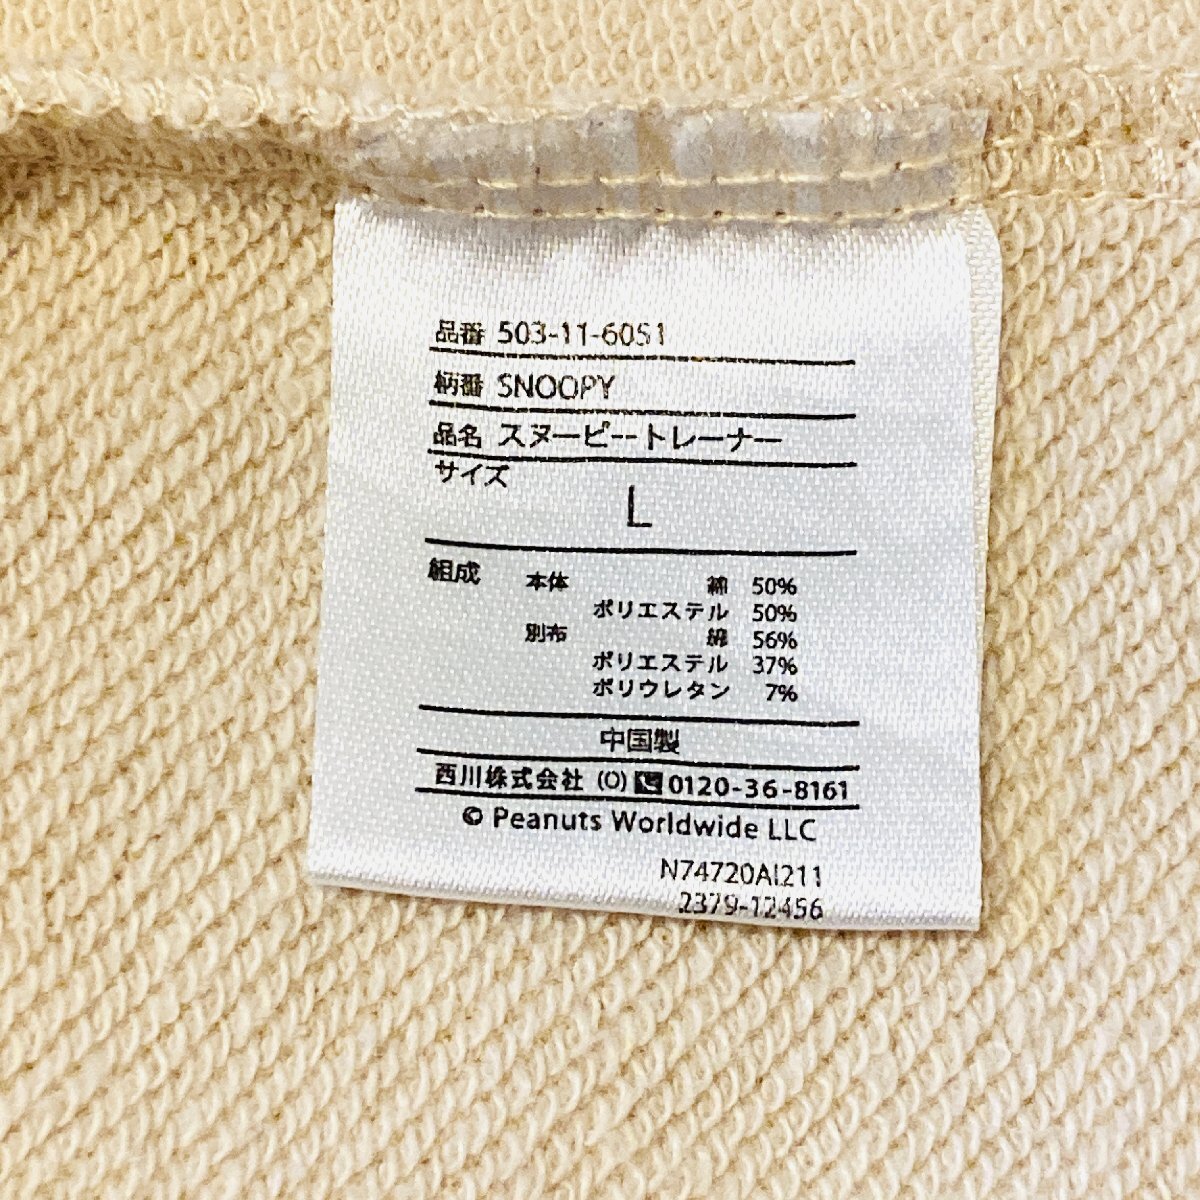 品番 503-11-6051
柄番 SNOOPY
品名 スヌーピートレーナー
サイズ
L
組成 本体 綿 50%
ポリエステル 50%
別布 綿 56%
ポリエステル 37%
ポリウレタン 7%
中国製
西川株式会社 (O) 0120-36-8161
© Peanuts Worldwide LLC
N74720AI211
2379-12456